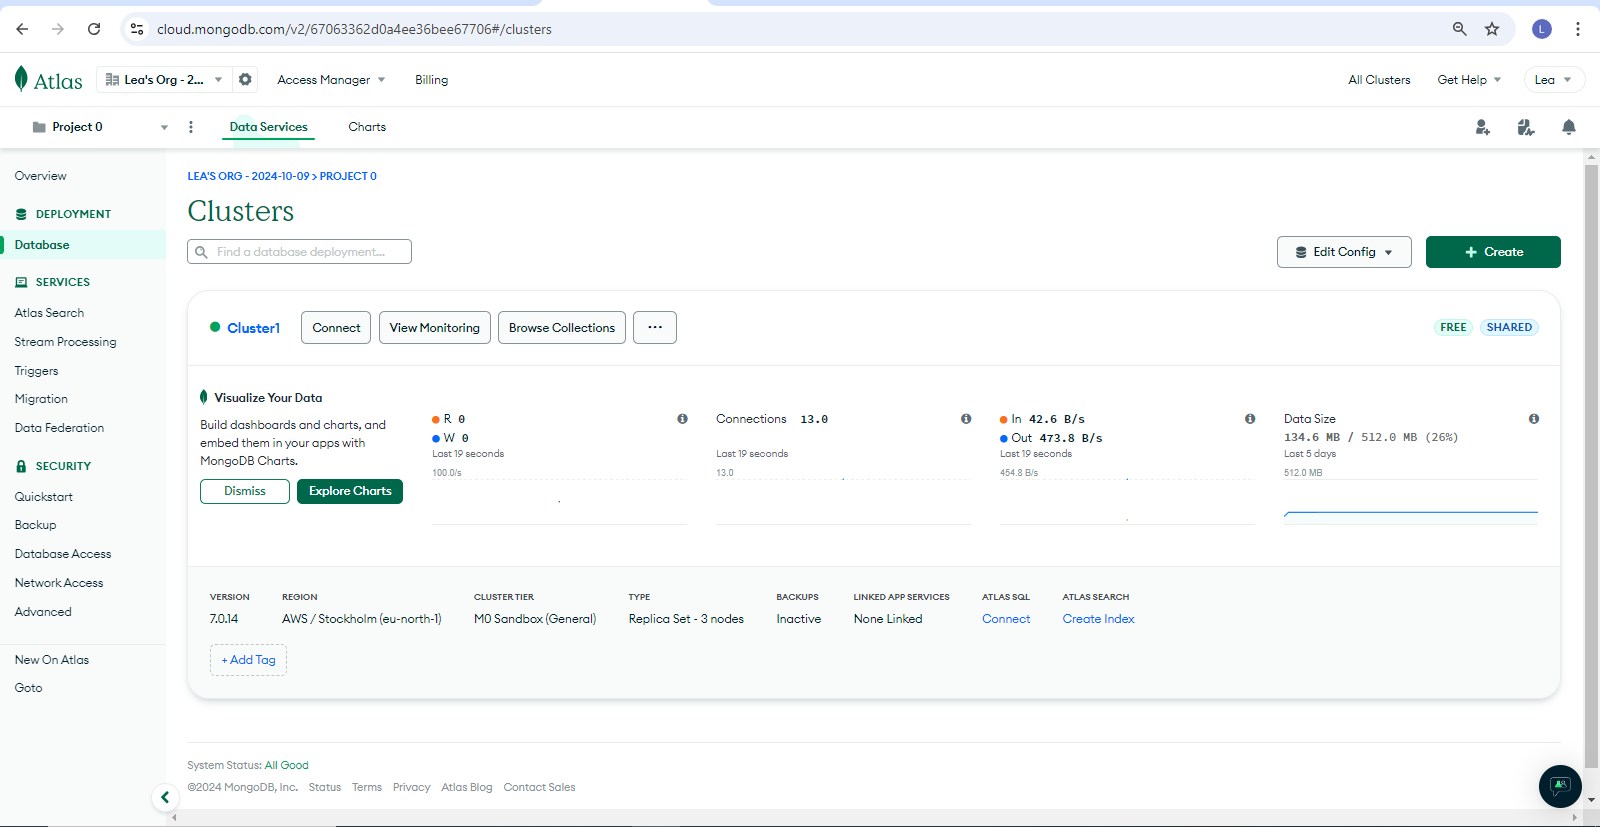 cloud.mongodb.com/v2/67063362d0a4ee36bee67706#/clusters
L
Atlas
Lea's Org - 2...
Access Manager
Billing
All Clusters
Get Help
Lea
Project 0
Data Services
Charts
Overview
DEPLOYMENT
Database
SERVICES
Atlas Search
Stream Processing
Triggers
Migration
Data Federation
SECURITY
Quickstart
Backup
Database Access
Network Access
Advanced
New On Atlas
Goto
LEA'S ORG - 2024-10-09 > PROJECT 0
Clusters
Find a database deployment...
Edit Config
+ Create
Cluster1
Connect
View Monitoring
Browse Collections
...
FREE
SHARED
Visualize Your Data
Build dashboards and charts, and
embed them in your apps with
MongoDB Charts.
Dismiss
Explore Charts
R 0
W 0
Last 19 seconds
100.0/s
Connections 13.0
Last 19 seconds
13.0
In 42.6 B/s
Out 473.8 B/s
Last 19 seconds
454.8 B/s
Data Size
134.6 MB / 512.0 MB (26%)
Last 5 days
512.0 MB
VERSION
7.0.14
REGION
AWS / Stockholm (eu-north-1)
CLUSTER TIER
M0 Sandbox (General)
TYPE
Replica Set - 3 nodes
BACKUPS
Inactive
LINKED APP SERVICES
None Linked
ATLAS SQL
Connect
ATLAS SEARCH
Create Index
+ Add Tag
System Status: All Good
©2024 MongoDB, Inc. Status Terms Privacy Atlas Blog Contact Sales